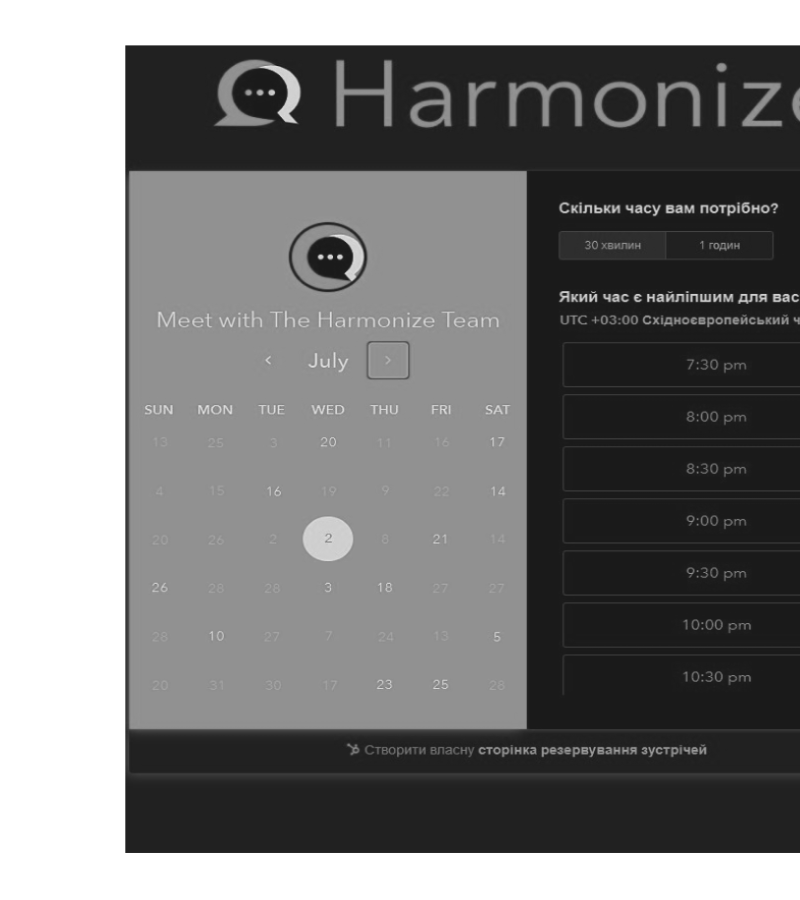 Harmonize
Meet with The Harmonize Team
< July >
SUN MON TUE WED THU FRI SAT
13 25 3 20 11 16 17
4 15 16 19 9 22 14
20 26 2 2 8 21 14
26 28 28 3 18 27 27
28 10 27 7 24 13 5
20 31 30 17 23 25 28
Скільки часу вам потрібно?
30 хвилин 1 годин
Який час є найліпшим для вас
UTC +03:00 Східноєвропейський ч
7:30 pm
8:00 pm
8:30 pm
9:00 pm
9:30 pm
10:00 pm
10:30 pm
Створити власну сторінка резервування зустрічей